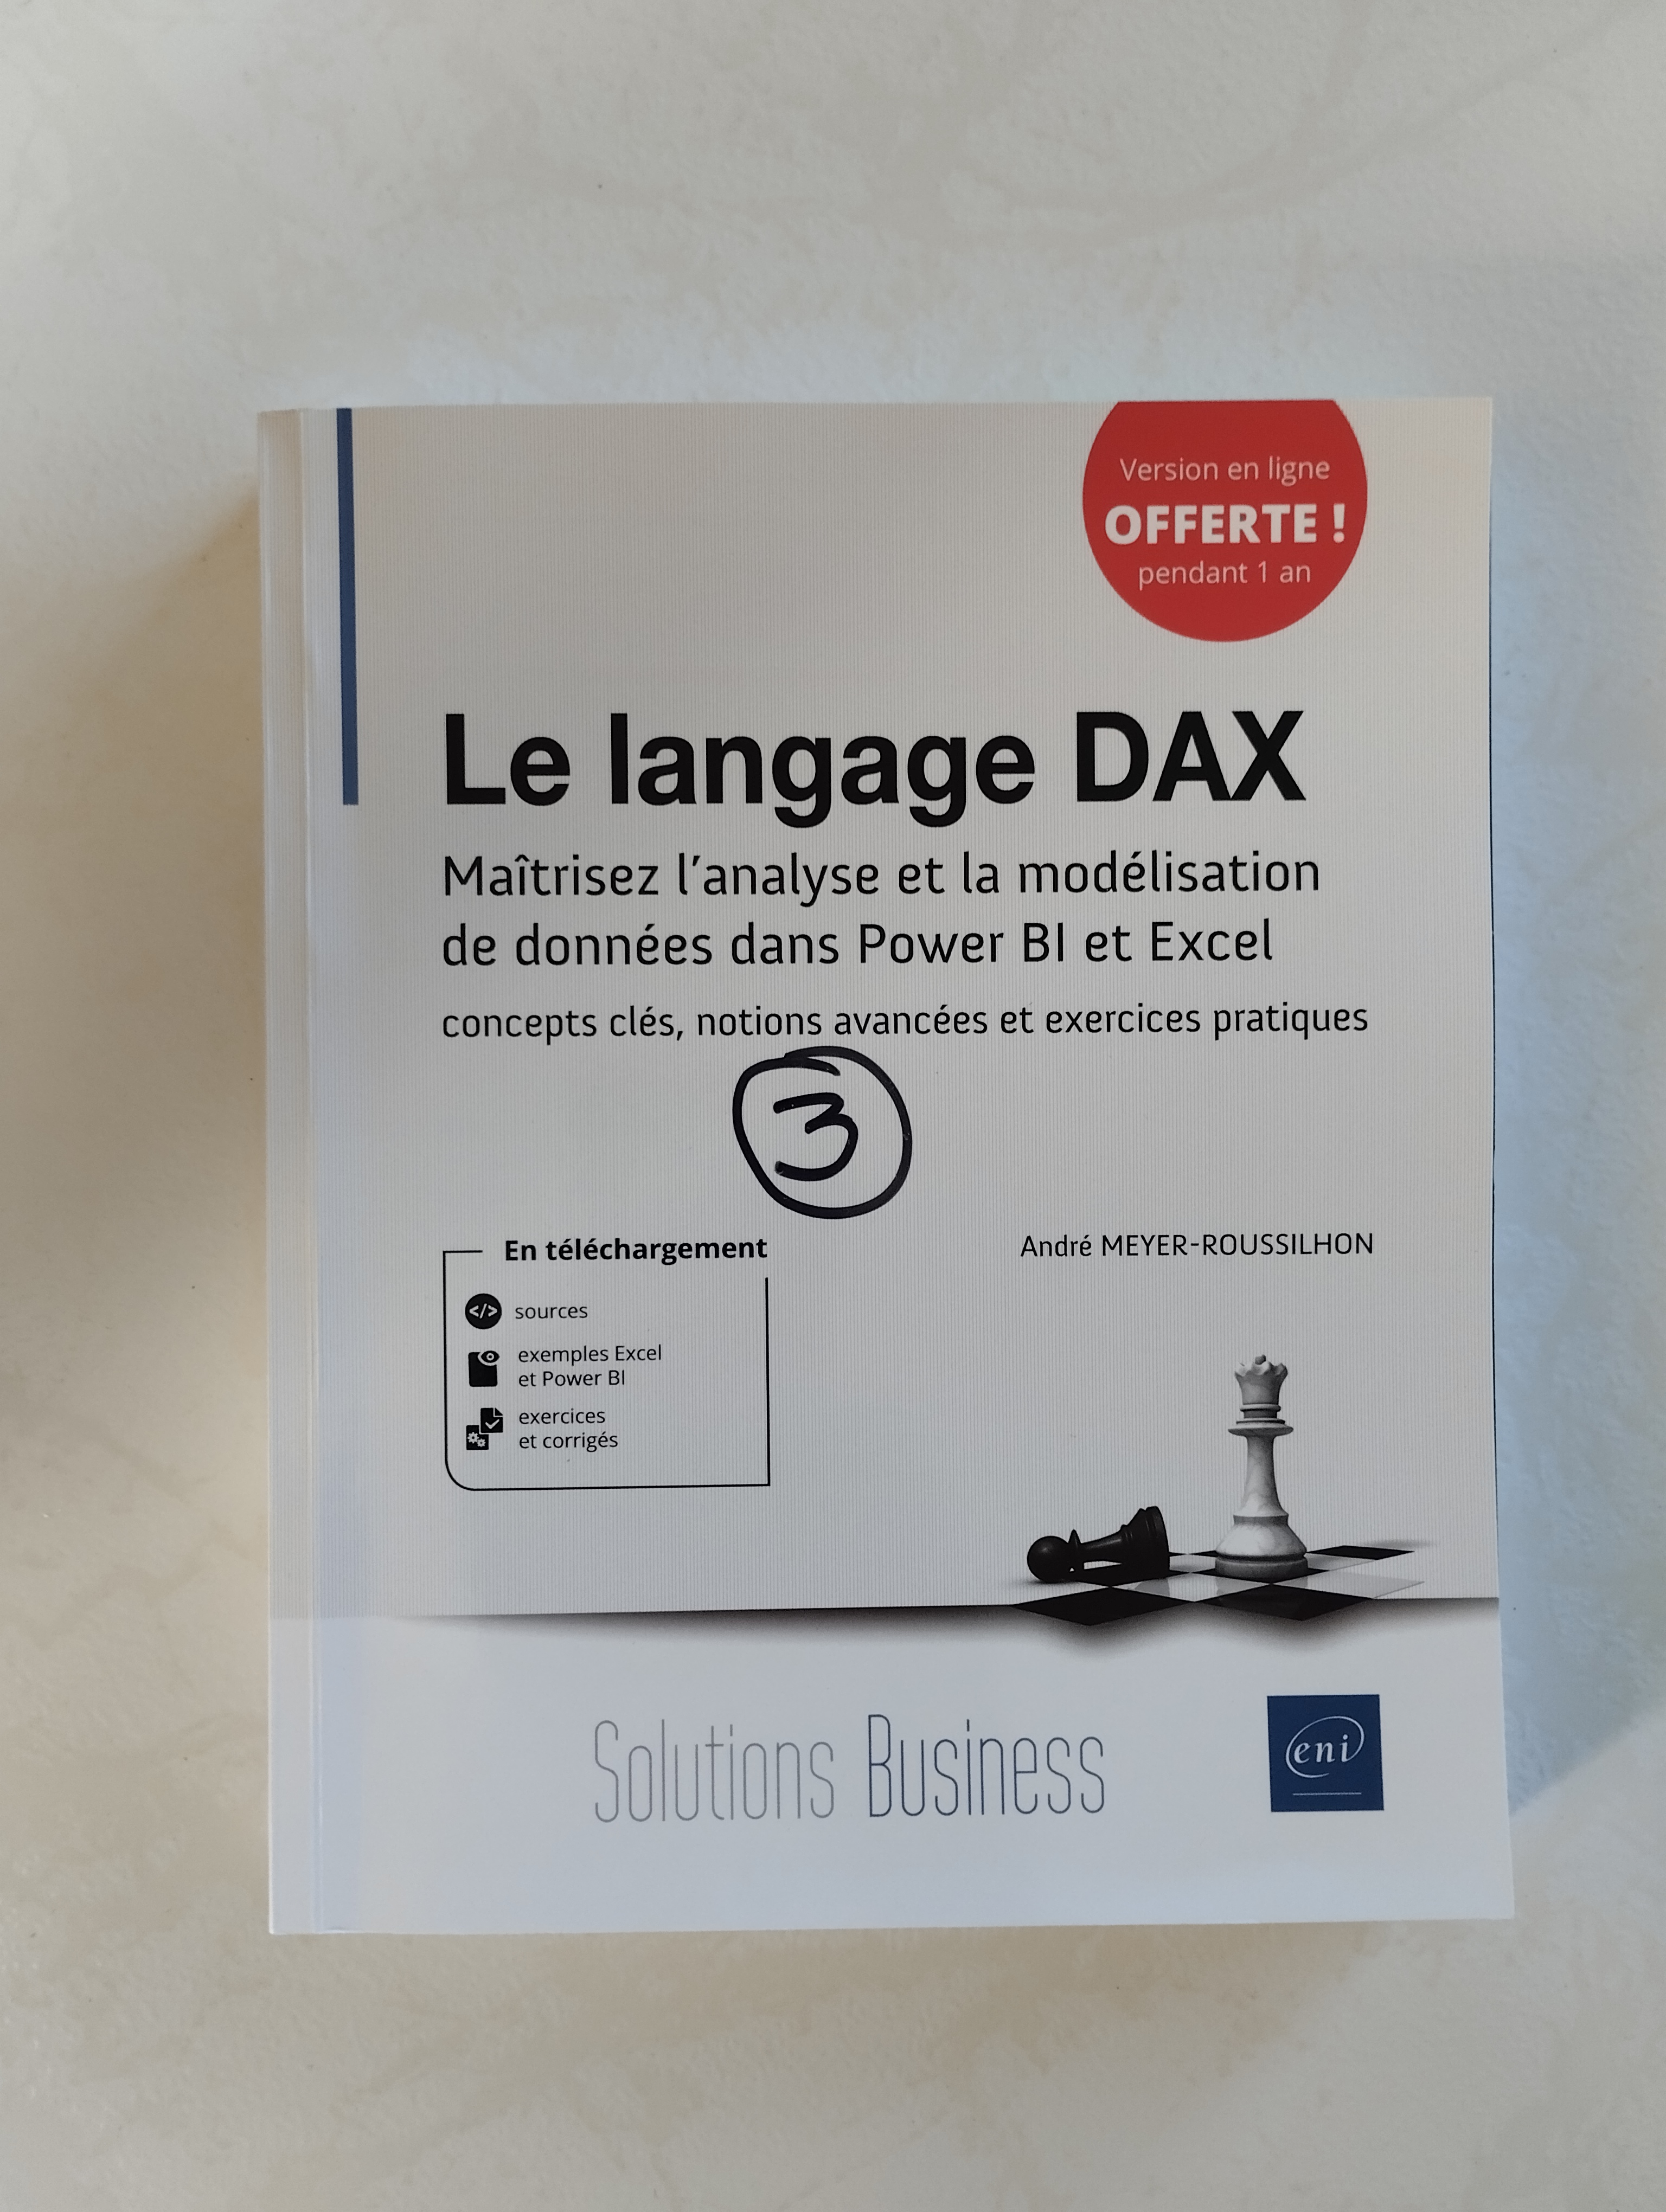 Version en ligne
OFFERTE !
pendant 1 an
Le langage DAX
Maîtrisez l'analyse et la modélisation
de données dans Power BI et Excel
concepts clés, notions avancées et exercices pratiques
3
En téléchargement
</> sources
exemples Excel
et Power BI
exercices
et corrigés
André MEYER-ROUSSILHON
Solutions Business
eni